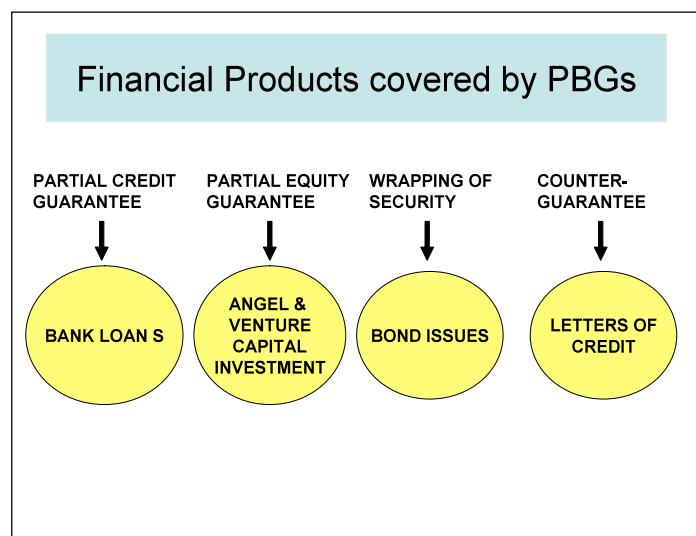 Financial Products covered by PBGs
PARTIAL CREDIT
GUARANTEE
PARTIAL EQUITY
GUARANTEE
WRAPPING OF
SECURITY
COUNTER-
GUARANTEE
BANK LOAN S
ANGEL &
VENTURE
CAPITAL
INVESTMENT
BOND ISSUES
LETTERS OF
CREDIT